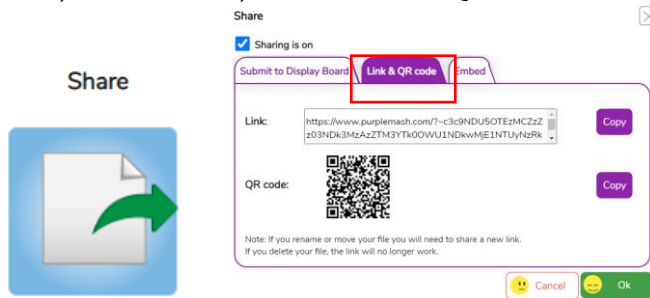 Share
Share
Sharing is on
Submit to Display Board
Link & QR code
Embed
Link:
https://www.purplemash.com/?~c3c9NDU5OTEzMCZzZ
z03NDk3MzAzZTM3YTk0OWU1NDkwMjE1NTUyNzRk
Copy
QR code:
Copy
Note: If you rename or move your file you will need to share a new link.
If you delete your file, the link will no longer work.
Cancel
Ok